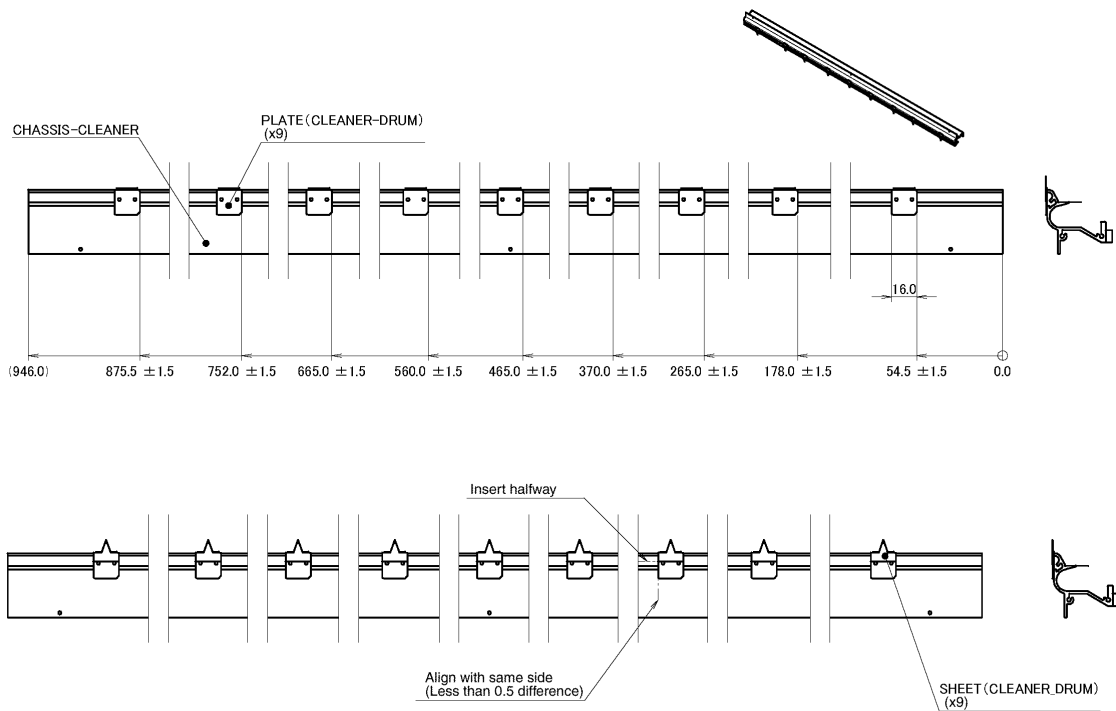 PLATE(CLEANER-DRUM)
(x9)
CHASSIS-CLEANER
16.0
(946.0) 875.5 ±1.5 752.0 ±1.5 665.0 ±1.5 560.0 ±1.5 465.0 ±1.5 370.0 ±1.5 265.0 ±1.5 178.0 ±1.5 54.5 ±1.5 0.0
Insert halfway
Align with same side
(Less than 0.5 difference)
SHEET(CLEANER_DRUM)
(x9)